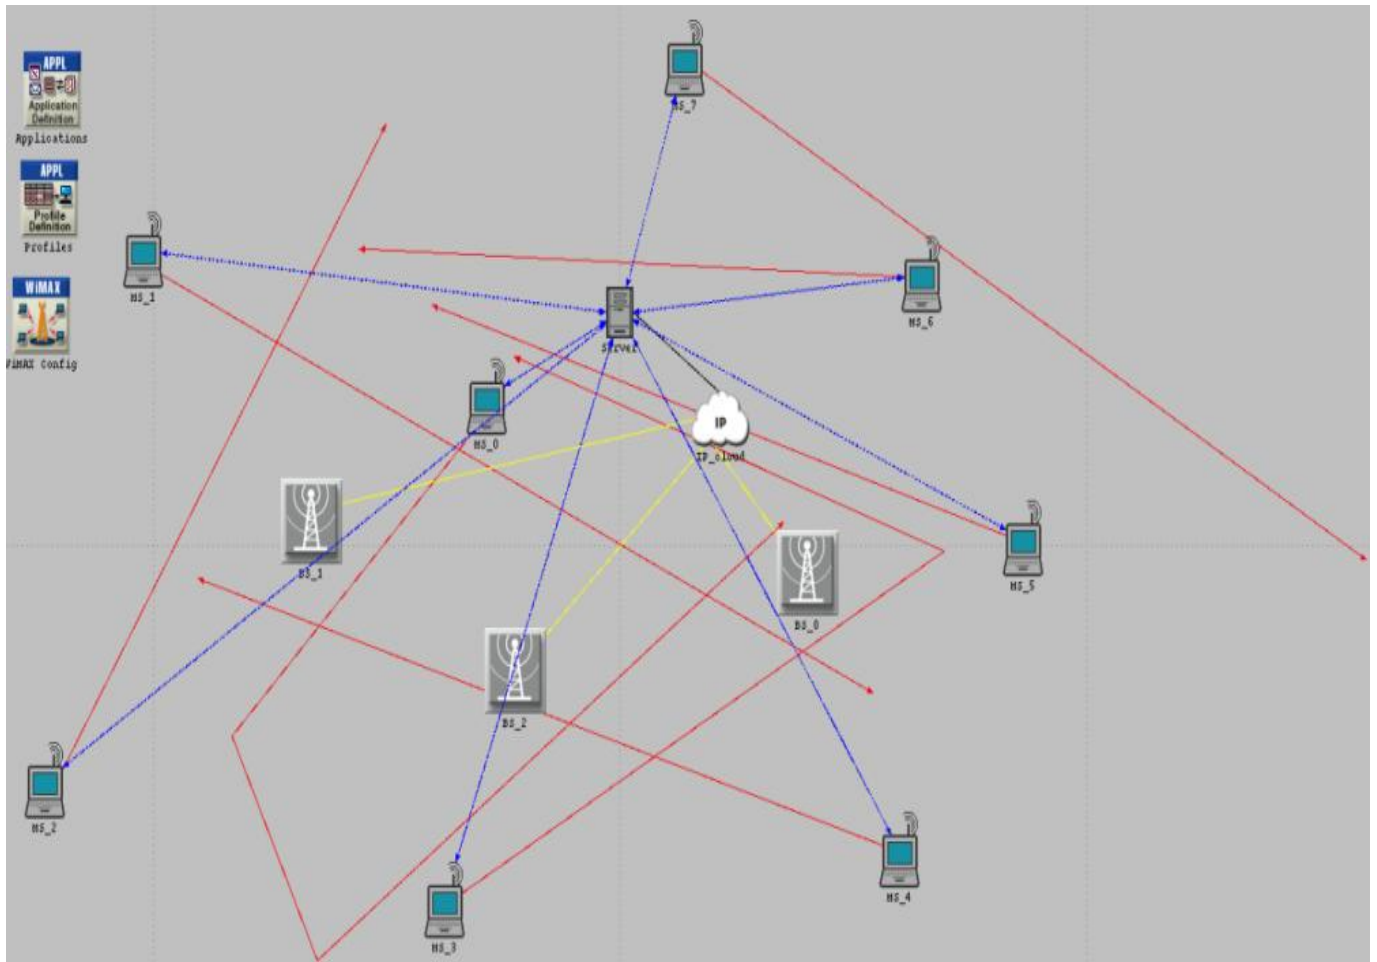 APPL
Application
Definition
Applications
APPL
Profile
Definition
Profiles
WiMAX
WiMAX Config
MS_7
MS_1
MS_6
Server
MS_0
IP
IP_cloud
BS_1
MS_5
BS_0
BS_2
MS_2
MS_4
MS_3